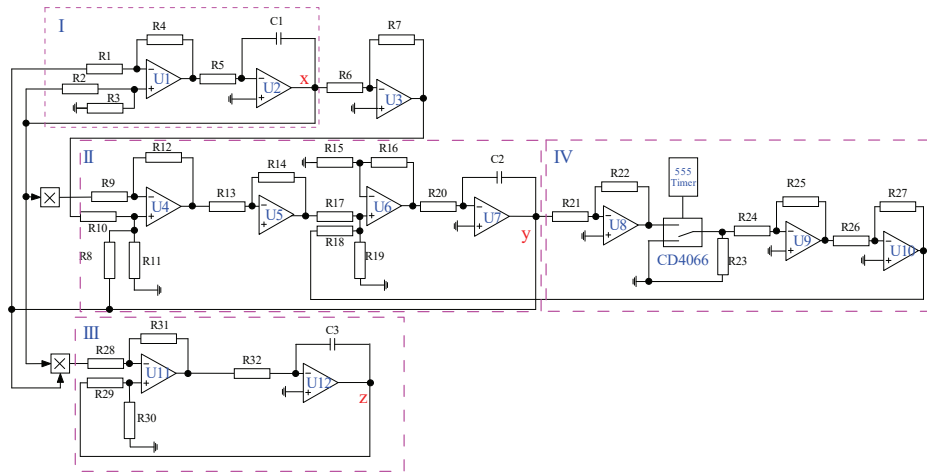 I
R1
R2
R3
R4
U1
R5
C1
U2
x
R6
R7
U3
II
R9
R10
R8
R11
R12
U4
R13
R14
U5
R15
R16
R17
R18
R19
U6
R20
C2
U7
y
IV
R21
R22
U8
555
Timer
CD4066
R23
R24
R25
U9
R26
R27
U10
III
R28
R29
R30
R31
U11
R32
C3
U12
z